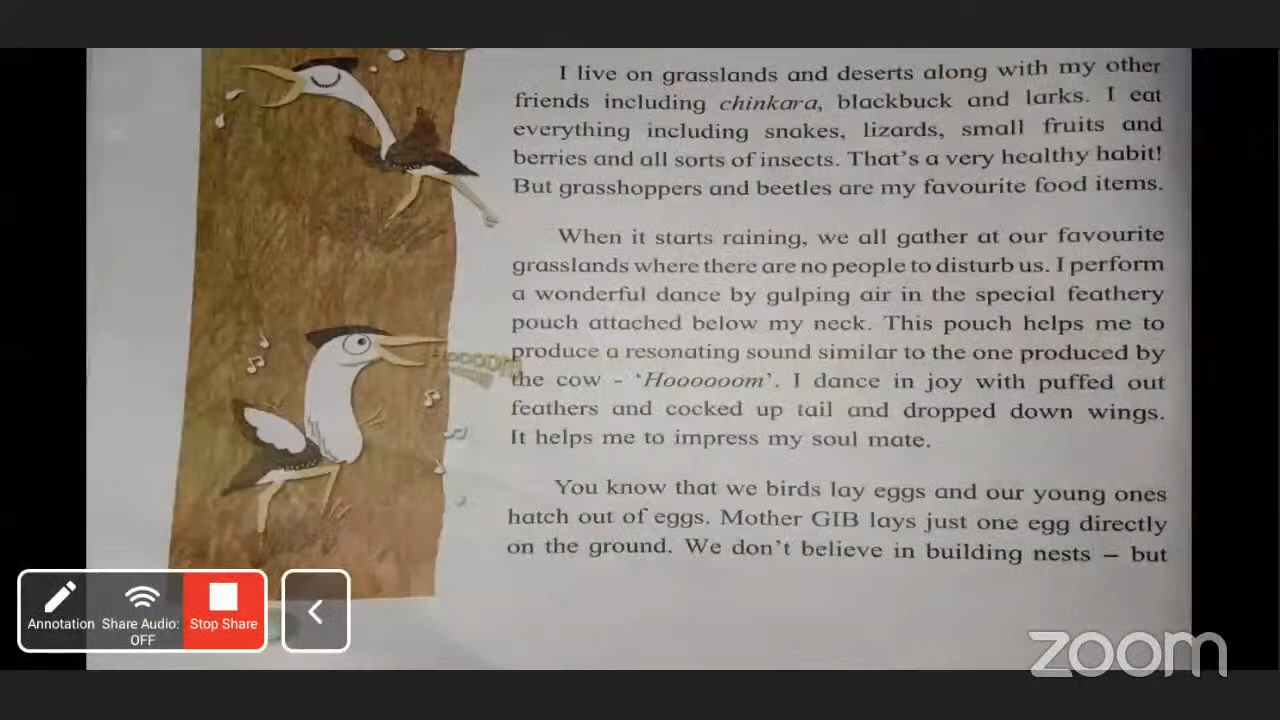 I live on grasslands and deserts along with my other
friends including chinkara, blackbuck and larks. I eat
everything including snakes, lizards, small fruits and
berries and all sorts of insects. That's a very healthy habit!
But grasshoppers and beetles are my favourite food items.
When it starts raining, we all gather at our favourite
grasslands where there are no people to disturb us. I perform
a wonderful dance by gulping air in the special feathery
pouch attached below my neck. This pouch helps me to
produce a resonating sound similar to the one produced by
the cow - 'Hoooooom'. I dance in joy with puffed out
feathers and cocked up tail and dropped down wings.
It helps me to impress my soul mate.
You know that we birds lay eggs and our young ones
hatch out of eggs. Mother GIB lays just one egg directly
on the ground. We don't believe in building nests – but
Annotation
Share Audio:
OFF
Stop Share
zoom